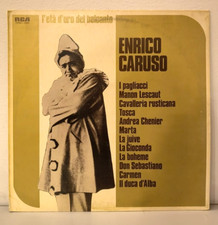 l'età d'oro del belcanto
ENRICO
CARUSO
I pagliacci
Manon Lescaut
Cavalleria rusticana
Tosca
Andrea Chenier
Marta
La juive
La Gioconda
La boheme
Don Sebastiano
Carmen
Il duca d'Alba